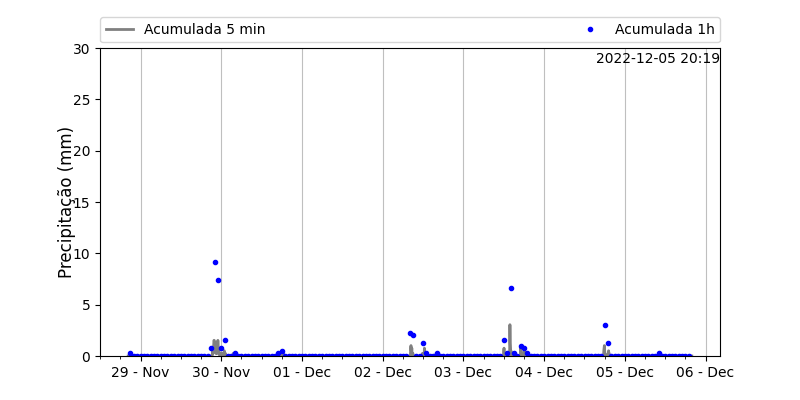 Acumulada 5 min Acumulada 1h
2022-12-05 20:19
Precipitação (mm)
30
25
20
15
10
5
0
29 - Nov 30 - Nov 01 - Dec 02 - Dec 03 - Dec 04 - Dec 05 - Dec 06 - Dec